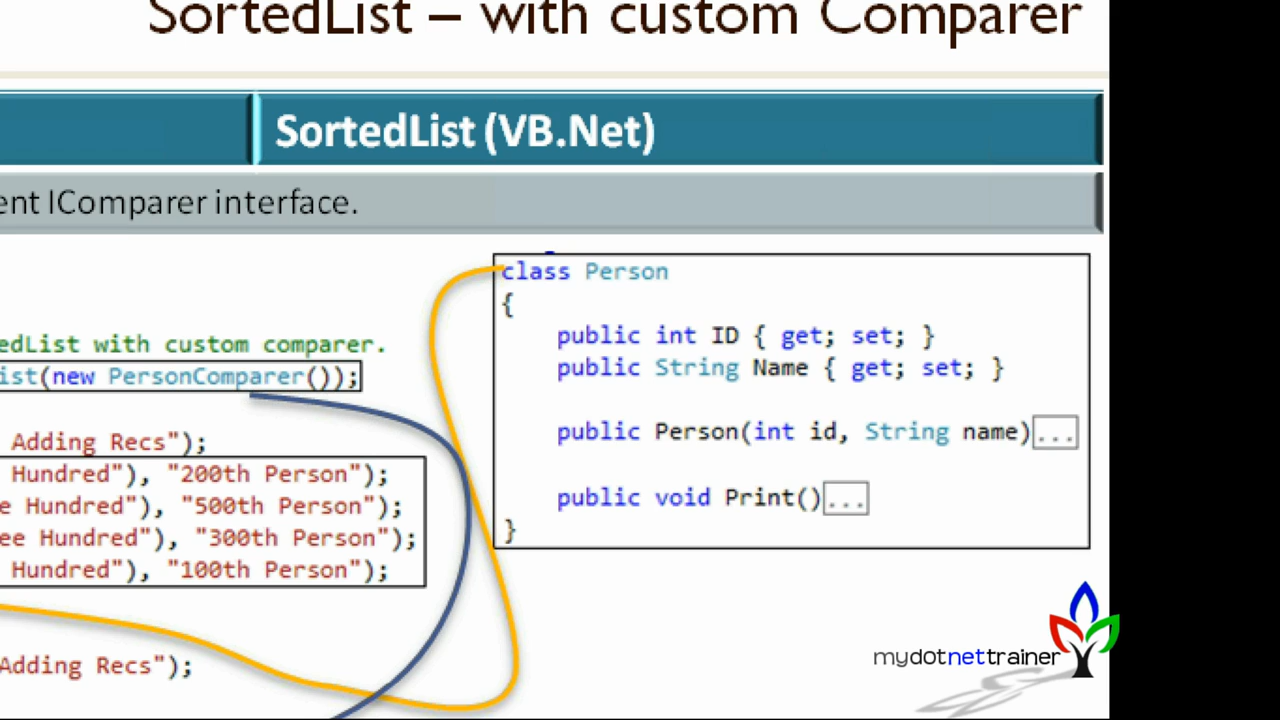 SortedList – with custom Comparer
SortedList (VB.Net)
ent IComparer interface.
edList with custom comparer.
ist(new PersonComparer());
Adding Recs");
Hundred"), "200th Person");
e Hundred"), "500th Person");
ee Hundred"), "300th Person");
Hundred"), "100th Person");
Adding Recs");
class Person
{
public int ID { get; set; }
public String Name { get; set; }
public Person(int id, String name)...
public void Print()...
}
mydotnettrainer